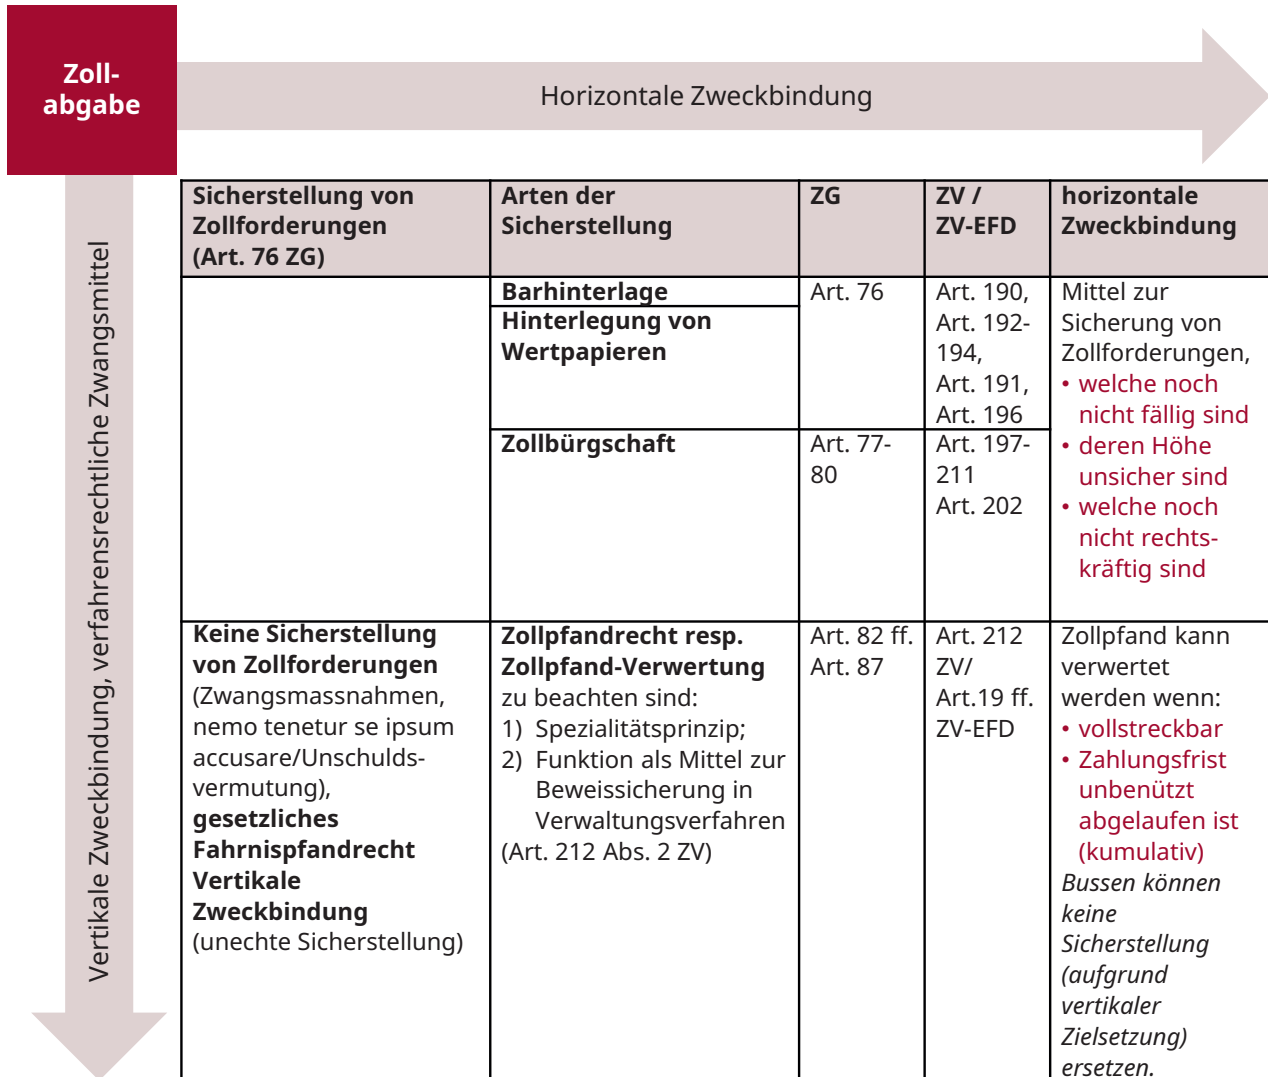 Zoll-
abgabe
Horizontale Zweckbindung
Vertikale Zweckbindung, verfahrensrechtliche Zwangsmittel
Sicherstellung von
Zollforderungen
(Art. 76 ZG)
Arten der
Sicherstellung
ZG
ZV /
ZV-EFD
horizontale
Zweckbindung
Barhinterlage
Hinterlegung von
Wertpapieren
Art. 76
Art. 190,
Art. 192-
194,
Art. 191,
Art. 196
Mittel zur
Sicherung von
Zollforderungen,
• welche noch
nicht fällig sind
• deren Höhe
unsicher sind
• welche noch
nicht rechts-
kräftig sind
Zollbürgschaft
Art. 77-
80
Art. 197-
211
Art. 202
Keine Sicherstellung
von Zollforderungen
(Zwangsmassnahmen,
nemo tenetur se ipsum
accusare/Unschulds-
vermutung),
gesetzliches
Fahrnispfandrecht
Vertikale
Zweckbindung
(unechte Sicherstellung)
Zollpfandrecht resp.
Zollpfand-Verwertung
zu beachten sind:
1) Spezialitätsprinzip;
2) Funktion als Mittel zur
Beweissicherung in
Verwaltungsverfahren
(Art. 212 Abs. 2 ZV)
Art. 82 ff.
Art. 87
Art. 212
ZV/
Art.19 ff.
ZV-EFD
Zollpfand kann
verwertet
werden wenn:
• vollstreckbar
• Zahlungsfrist
unbenützt
abgelaufen ist
(kumulativ)
Bussen können
keine
Sicherstellung
(aufgrund
vertikaler
Zielsetzung)
ersetzen.